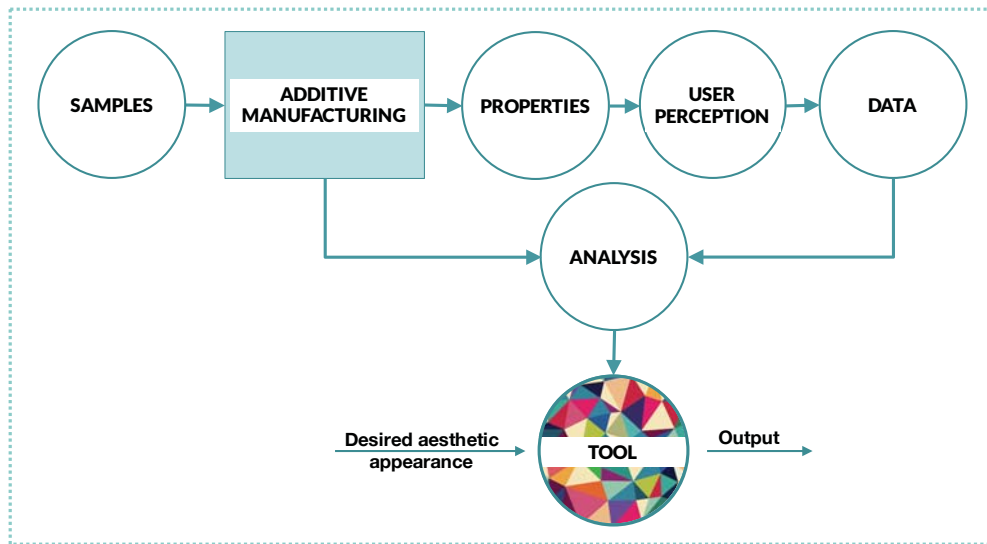 SAMPLES
ADDITIVE
MANUFACTURING
PROPERTIES
USER
PERCEPTION
DATA
ANALYSIS
Desired aesthetic
appearance
TOOL
Output